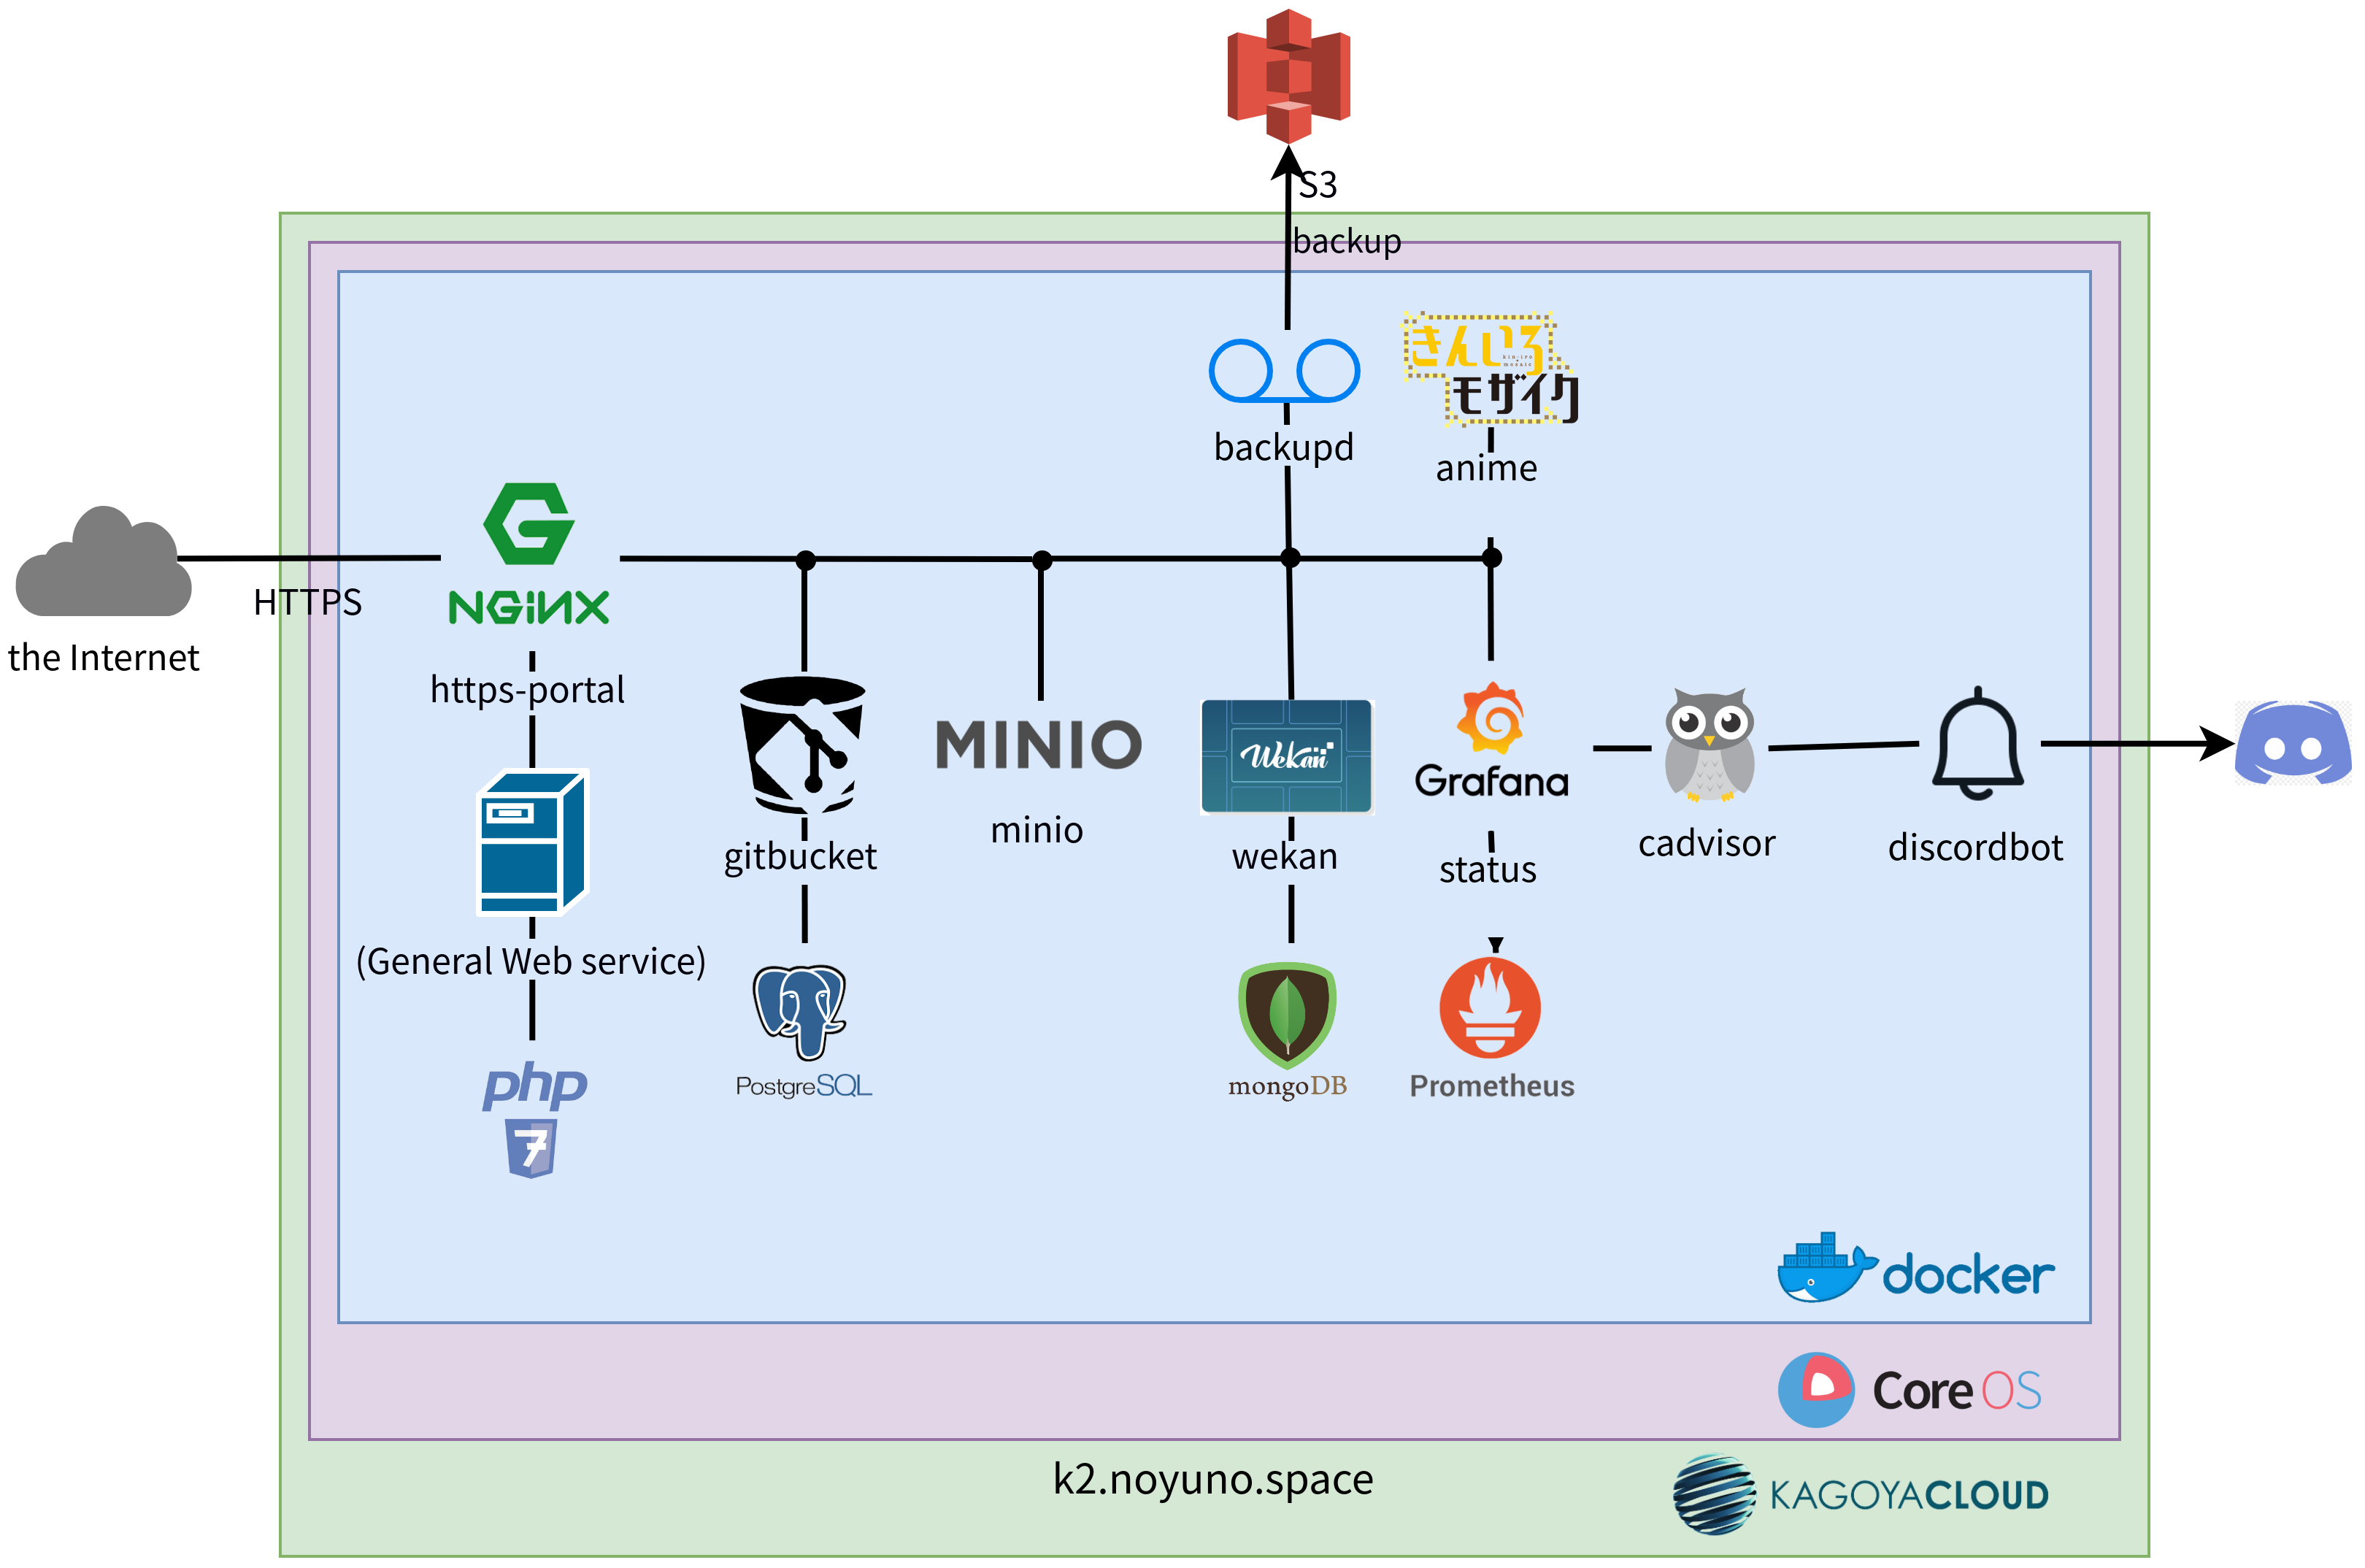 S3
backup
きんいろ
モザイク
backupd
anime
HTTPS
the Internet
NGINX
https-portal
MINIO
Wekan
Grafana
gitbucket
minio
wekan
status
cadvisor
discordbot
(General Web service)
php
7
PostgreSQL
mongoDB
Prometheus
docker
CoreOS
k2.noyuno.space
KAGOYACLOUD